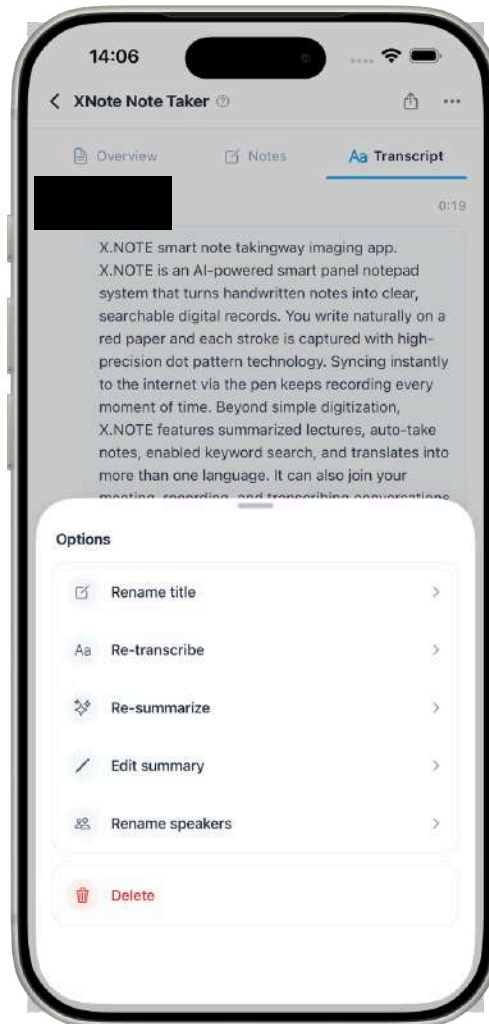 14:06
XNote Note Taker
Overview Notes Aa Transcript
0:19
X.NOTE smart note takingway imaging app.
X.NOTE is an AI-powered smart panel notepad
system that turns handwritten notes into clear,
searchable digital records. You write naturally on a
red paper and each stroke is captured with high-
precision dot pattern technology. Syncing instantly
to the internet via the pen keeps recording every
moment of time. Beyond simple digitization,
X.NOTE features summarized lectures, auto-take
notes, enabled keyword search, and translates into
more than one language. It can also join your
meeting, recording, and transcribing conversations
Options
Rename title
Aa Re-transcribe
Re-summarize
Edit summary
Rename speakers
Delete